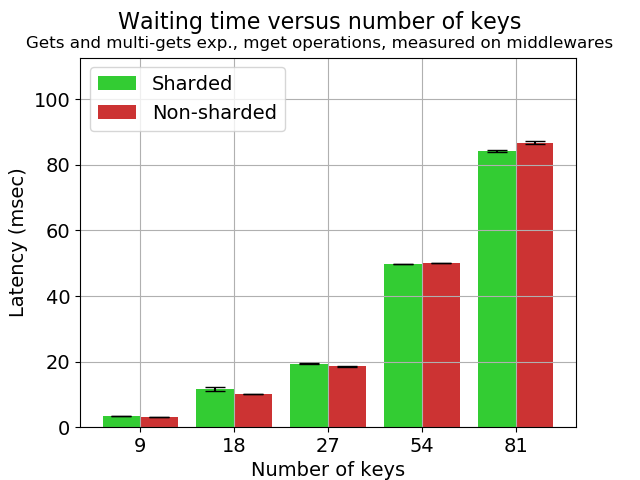 Waiting time versus number of keys
Gets and multi-gets exp., mget operations, measured on middlewares
Sharded
Non-sharded
Latency (msec)
100
80
60
40
20
0
9 18 27 54 81
Number of keys